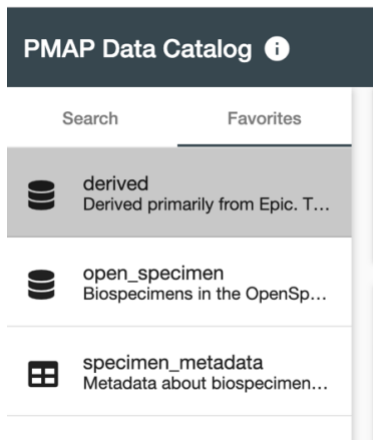 PMAP Data Catalog
Search
Favorites
derived
Derived primarily from Epic. T...
open_specimen
Biospecimens in the OpenSp...
specimen_metadata
Metadata about biospecimen...